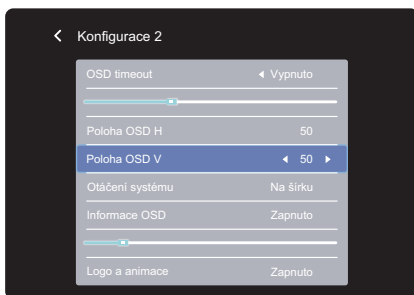 Konfigurace 2
OSD timeout Vypnuto
Poloha OSD H 50
Poloha OSD V 50
Otáčení systému Na šířku
Informace OSD Zapnuto
Logo a animace Zapnuto